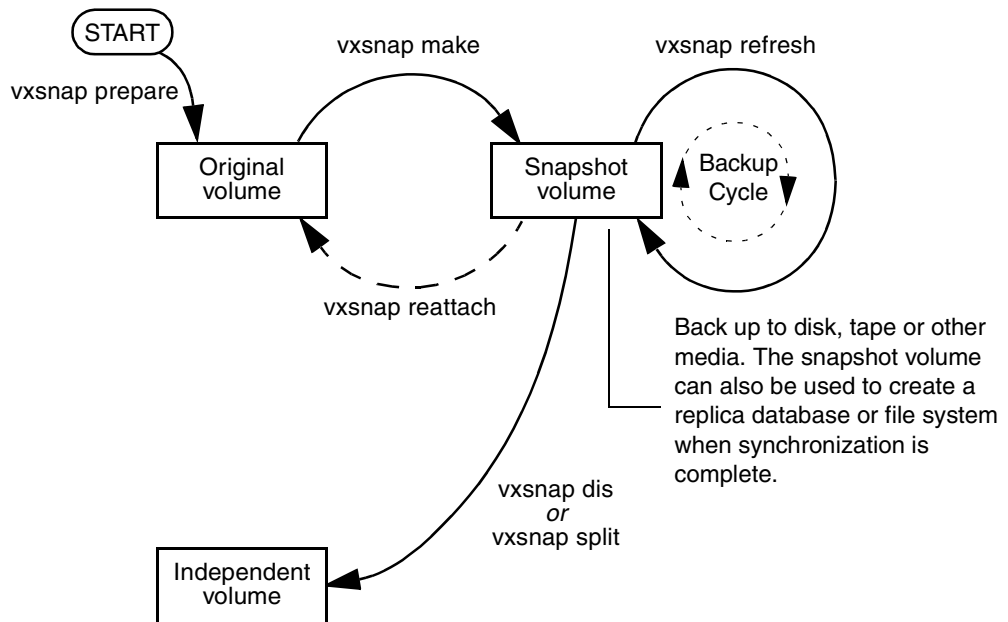 START
vxsnap prepare
vxsnap make
vxsnap refresh
Original
volume
Snapshot
volume
Backup
Cycle
vxsnap reattach
Back up to disk, tape or other
media. The snapshot volume
can also be used to create a
replica database or file system
when synchronization is
complete.
vxsnap dis
or
vxsnap split
Independent
volume